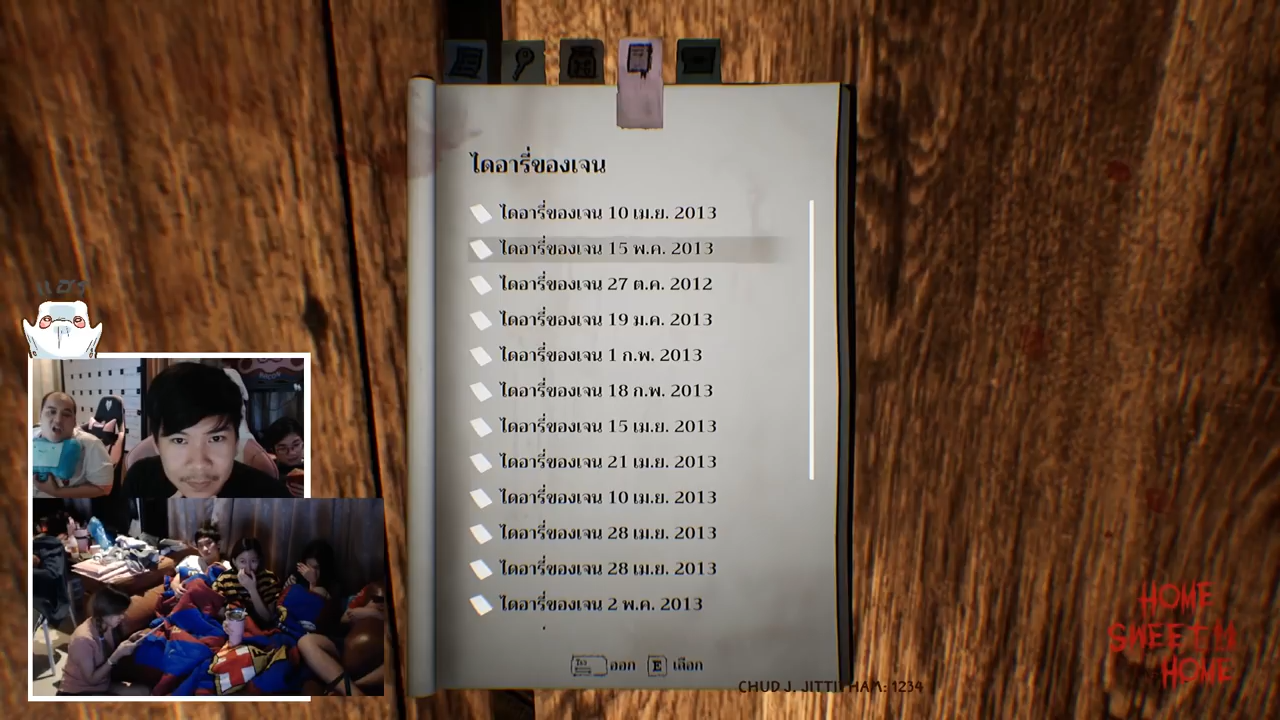 ไดอารี่ของเจน
ไดอารี่ของเจน 10 เม.ย. 2013
ไดอารี่ของเจน 15 พ.ค. 2013
ไดอารี่ของเจน 27 ต.ค. 2012
ไดอารี่ของเจน 19 ม.ค. 2013
ไดอารี่ของเจน 1 ก.พ. 2013
ไดอารี่ของเจน 18 ก.พ. 2013
ไดอารี่ของเจน 15 เม.ย. 2013
ไดอารี่ของเจน 21 เม.ย. 2013
ไดอารี่ของเจน 10 เม.ย. 2013
ไดอารี่ของเจน 28 เม.ย. 2013
ไดอารี่ของเจน 28 เม.ย. 2013
ไดอารี่ของเจน 2 พ.ค. 2013
ออก E เลือก
CHUD J. 1234
HOME
SWEET
HOME